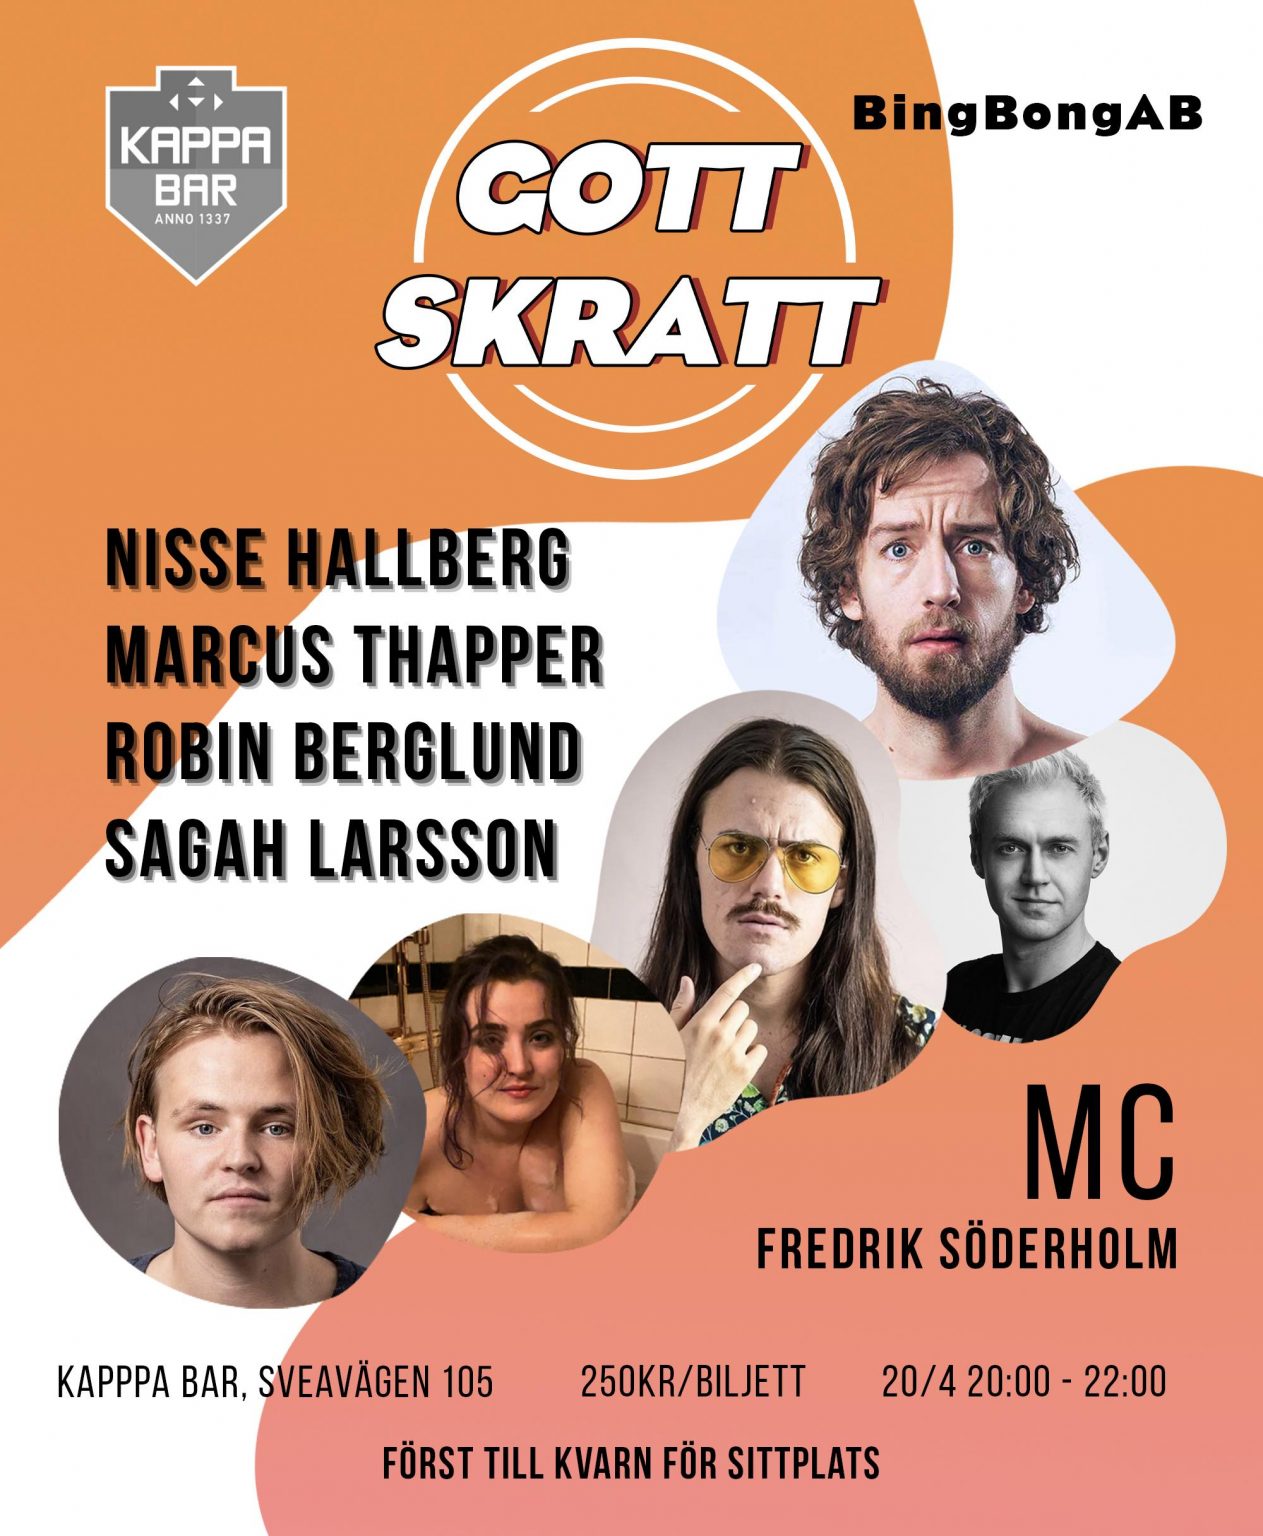 KAPPA
BAR
ANNO 1337
GOTT
SKRATT
BingBongAB
NISSE HALLBERG
MARCUS THAPPER
ROBIN BERGLUND
SAGAH LARSSON
MC
FREDRIK SÖDERHOLM
KAPPPA BAR, SVEAVÄGEN 105
250KR/BILJETT
20/4 20:00 - 22:00
FÖRST TILL KVARN FÖR SITTPLATS